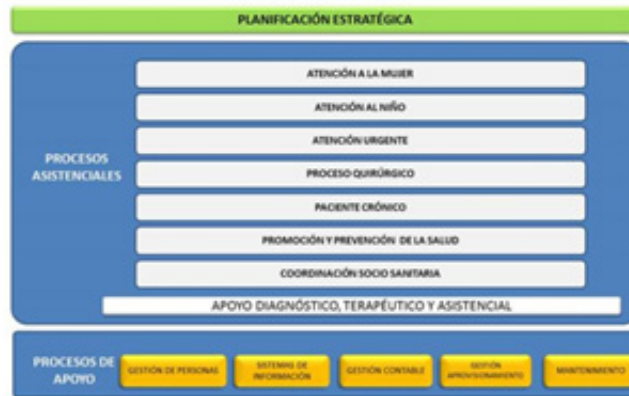 PLANIFICACIÓN ESTRATÉGICA
PROCESOS
ASISTENCIALES
ATENCIÓN A LA MUJER
ATENCIÓN AL NIÑO
ATENCIÓN URGENTE
PROCESO QUIRÚRGICO
PACIENTE CRÓNICO
PROMOCIÓN Y PREVENCIÓN DE LA SALUD
COORDINACIÓN SOCIO SANITARIA
APOYO DIAGNÓSTICO, TERAPÉUTICO Y ASISTENCIAL
PROCESOS DE
APOYO
GESTIÓN DE PERSONAS
SISTEMAS DE
INFORMACIÓN
GESTIÓN CONTABLE
GESTIÓN
APROVISIONAMIENTO
MANTENIMIENTO